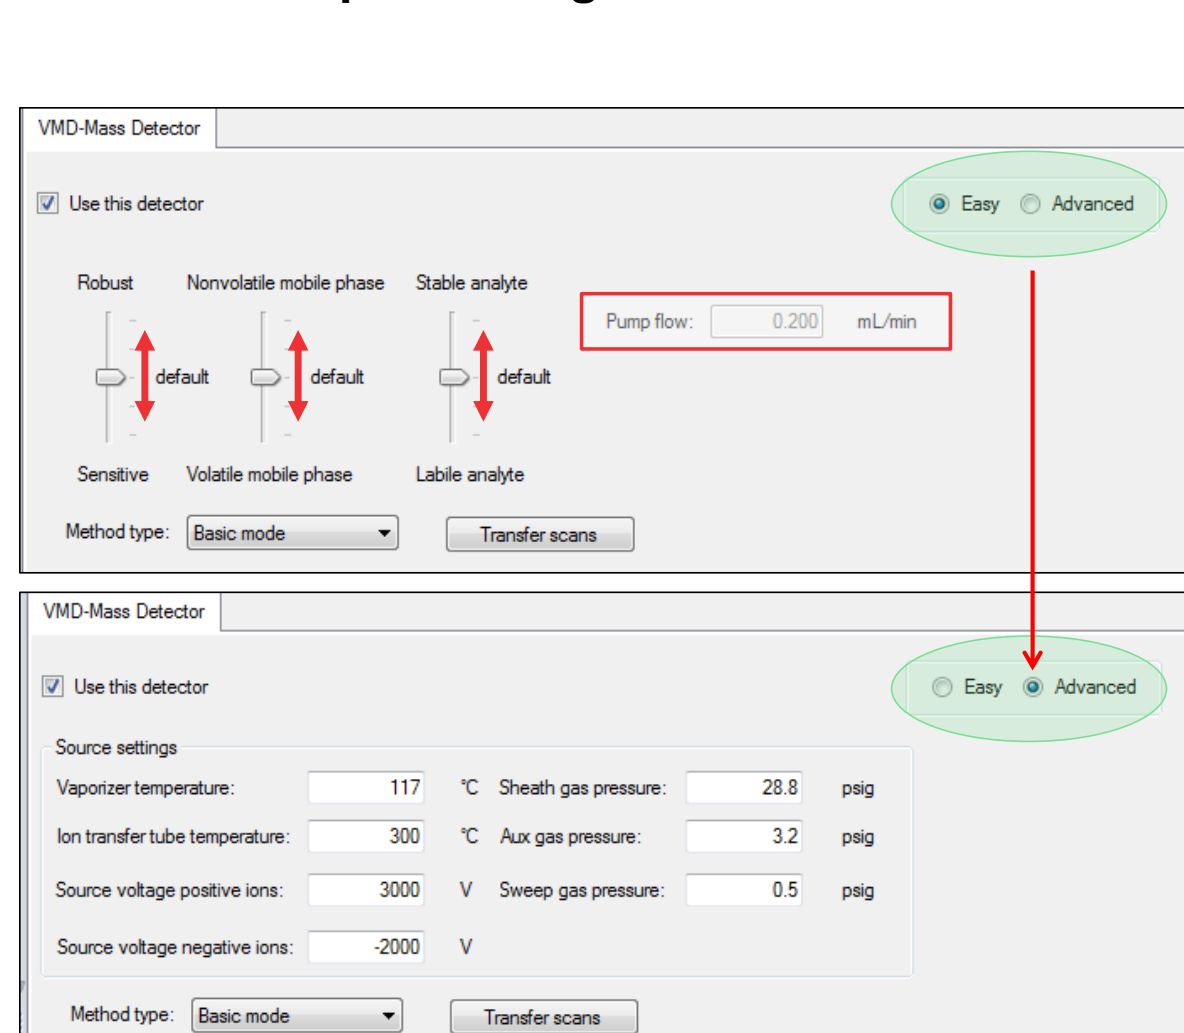 VMD-Mass Detector
Use this detector
Easy Advanced
Robust Nonvolatile mobile phase Stable analyte
Pump flow: 0.200 mL/min
default default default
Sensitive Volatile mobile phase Labile analyte
Method type: Basic mode Transfer scans
VMD-Mass Detector
Use this detector
Easy Advanced
Source settings
Vaporizer temperature: 117 °C Sheath gas pressure: 28.8 psig
Ion transfer tube temperature: 300 °C Aux gas pressure: 3.2 psig
Source voltage positive ions: 3000 V Sweep gas pressure: 0.5 psig
Source voltage negative ions: -2000 V
Method type: Basic mode Transfer scans